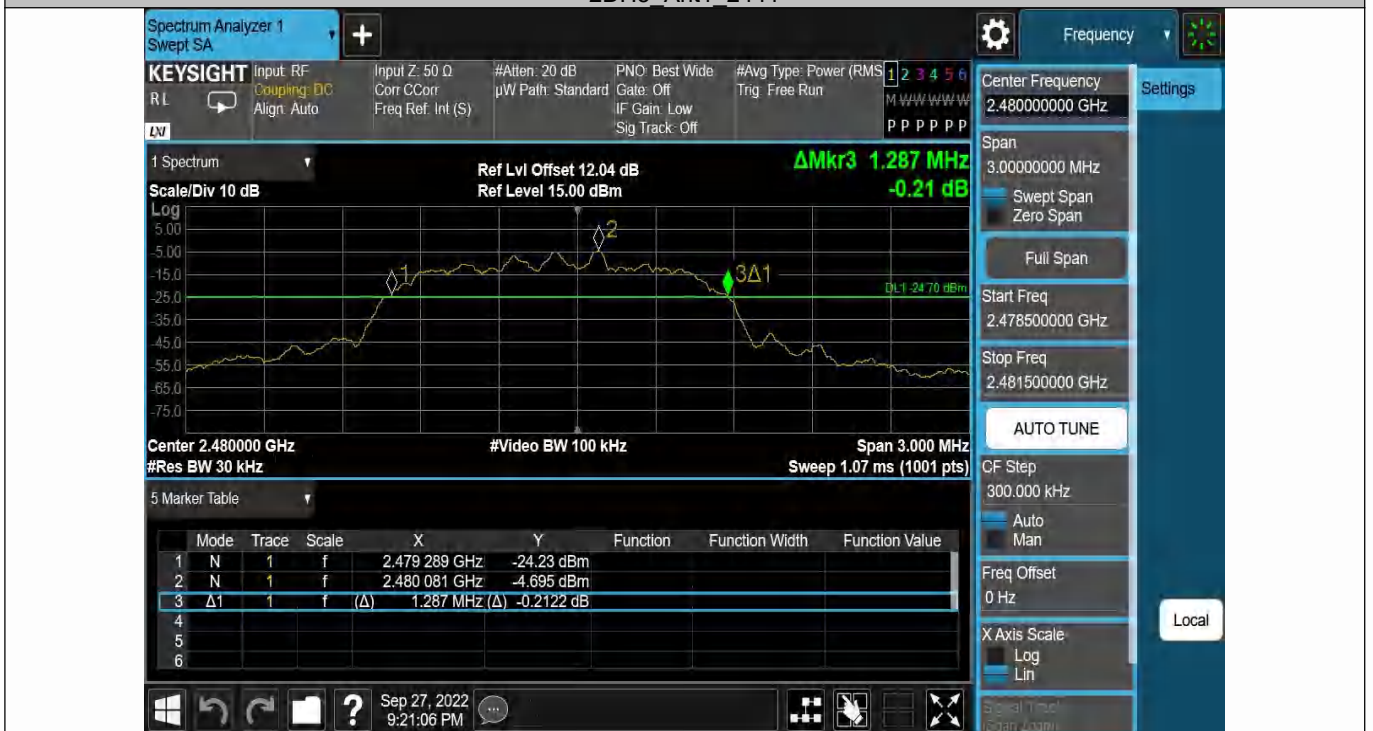 Spectrum Analyzer 1
Swept SA
Frequency
KEYSIGHT
RL
LXI
Input: RF
Coupling: DC
Align: Auto
Input Z: 50 Ω
Corr CCorr
Freq Ref: Int (S)
#Atten: 20 dB
µW Path: Standard
PNO: Best Wide
Gate: Off
IF Gain: Low
Sig Track: Off
#Avg Type: Power (RMS
Trig: Free Run
1 2 3 4 5 6
M W W W W W
P P P P P P
1 Spectrum
Scale/Div 10 dB
Ref Lvl Offset 12.04 dB
Ref Level 15.00 dBm
ΔMkr3 1.287 MHz
-0.21 dB
Log
5.00
-5.00
-15.0
-25.0
-35.0
-45.0
-55.0
-65.0
-75.0
1
2
3Δ1
DL1 -24.70 dBm
Center 2.480000 GHz
#Video BW 100 kHz
Span 3.000 MHz
#Res BW 30 kHz
Sweep 1.07 ms (1001 pts)
5 Marker Table
Mode Trace Scale X Y Function Function Width Function Value
1 N 1 f 2.479 289 GHz -24.23 dBm
2 N 1 f 2.480 081 GHz -4.695 dBm
3 Δ1 1 f (Δ) 1.287 MHz (Δ) -0.2122 dB
4
5
6
?
Sep 27, 2022
9:21:06 PM
Center Frequency
2.480000000 GHz
Settings
Span
3.00000000 MHz
Swept Span
Zero Span
Full Span
Start Freq
2.478500000 GHz
Stop Freq
2.481500000 GHz
AUTO TUNE
CF Step
300.000 kHz
Auto
Man
Freq Offset
0 Hz
X Axis Scale
Log
Lin
Local
Signal Track
(Span Zoom)